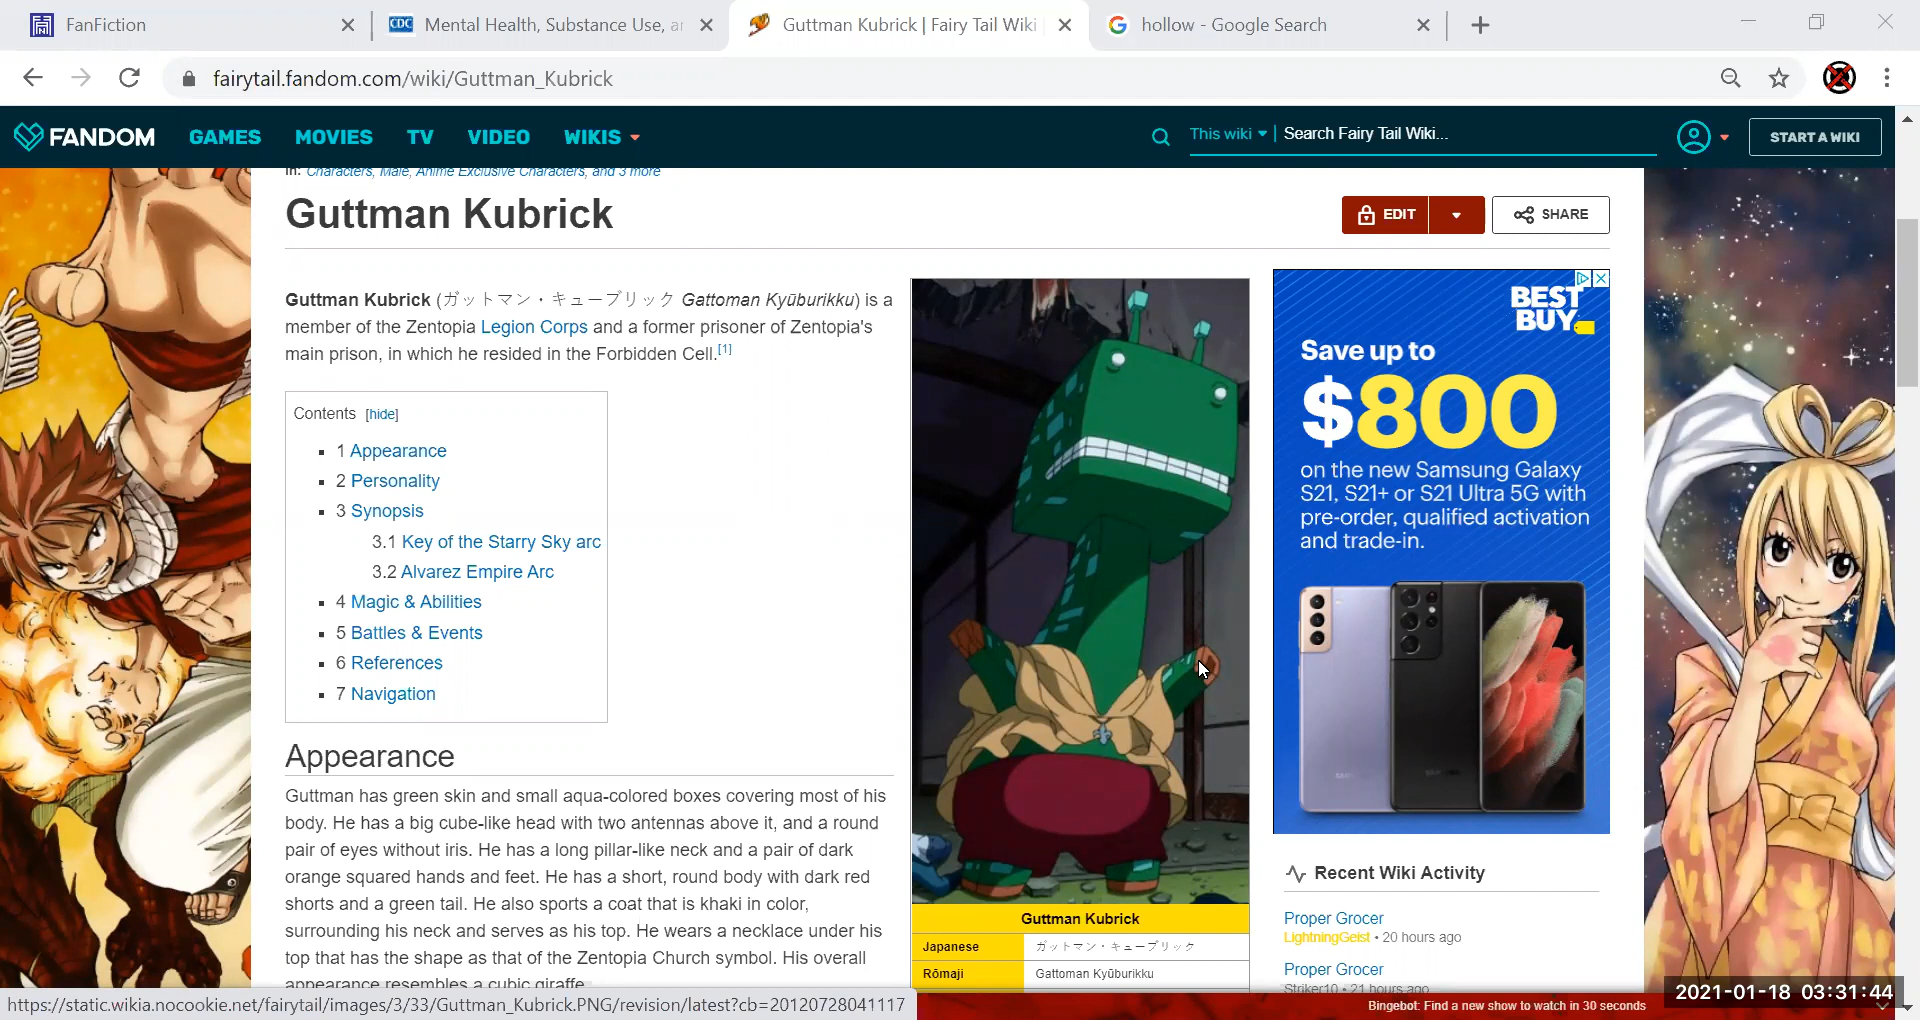 FanFiction
CDC Mental Health, Substance Use, ar
Guttman Kubrick | Fairy Tail Wiki
hollow - Google Search
fairytail.fandom.com/wiki/Guttman_Kubrick
FANDOM GAMES MOVIES TV VIDEO WIKIS
This wiki Search Fairy Tail Wiki...
START A WIKI
in: Characters, Male, Anime Exclusive Characters, and 3 more
Guttman Kubrick
EDIT
SHARE
Guttman Kubrick (ガットマン・キューブリック Gattoman Kyūburikku) is a
member of the Zentopia Legion Corps and a former prisoner of Zentopia's
main prison, in which he resided in the Forbidden Cell.[1]
Contents [hide]
1 Appearance
2 Personality
3 Synopsis
3.1 Key of the Starry Sky arc
3.2 Alvarez Empire Arc
4 Magic & Abilities
5 Battles & Events
6 References
7 Navigation
Appearance
Guttman has green skin and small aqua-colored boxes covering most of his
body. He has a big cube-like head with two antennas above it, and a round
pair of eyes without iris. He has a long pillar-like neck and a pair of dark
orange squared hands and feet. He has a short, round body with dark red
shorts and a green tail. He also sports a coat that is khaki in color,
surrounding his neck and serves as his top. He wears a necklace under his
top that has the shape as that of the Zentopia Church symbol. His overall
appearance resembles a cubic giraffe
Guttman Kubrick
Japanese ガットマン・キューブリック
Rōmaji Gattoman Kyūburikku
BEST
BUY
Save up to
$800
on the new Samsung Galaxy
S21, S21+ or S21 Ultra 5G with
pre-order, qualified activation
and trade-in.
Recent Wiki Activity
Proper Grocer
LightningGeist • 20 hours ago
Proper Grocer
Striker10 • 21 hours ago
https://static.wikia.nocookie.net/fairytail/images/3/33/Guttman_Kubrick.PNG/revision/latest?cb=20120728041117
Bingebot: Find a new show to watch in 30 seconds
2021-01-18 03:31:44